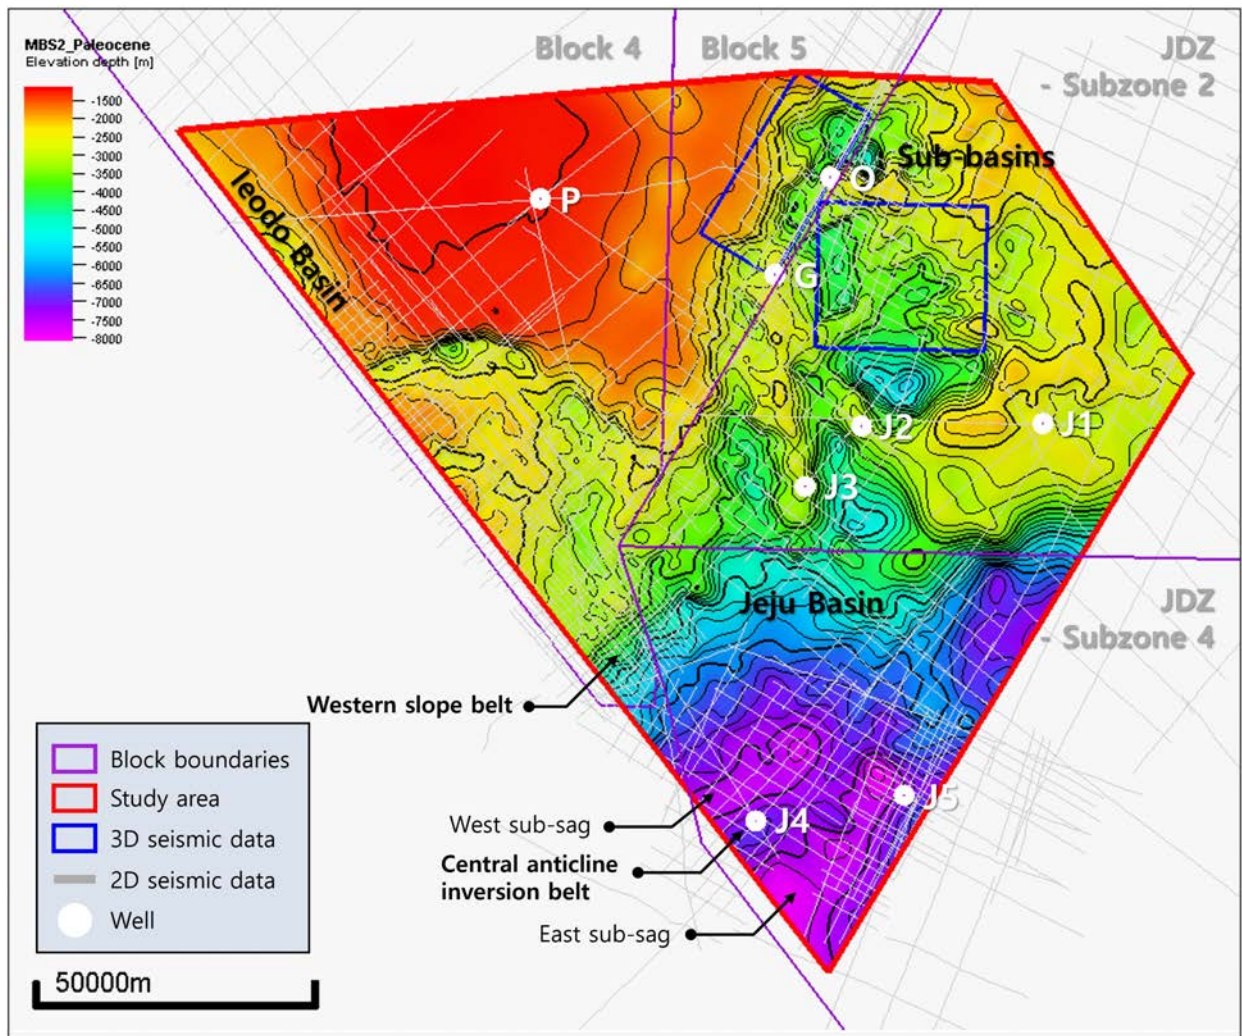 MBS2_Paleocene
Elevation depth [m]
-1500
-2000
-2500
-3000
-3500
-4000
-4500
-5000
-5500
-6000
-6500
-7000
-7500
-8000
Block 4
Block 5
JDZ
- Subzone 2
Sub-basins
Ieodo Basin
P
O
G
J2
J1
J3
Jeju Basin
JDZ
- Subzone 4
Western slope belt
J5
J4
West sub-sag
Central anticline
inversion belt
East sub-sag
Block boundaries
Study area
3D seismic data
2D seismic data
Well
50000m